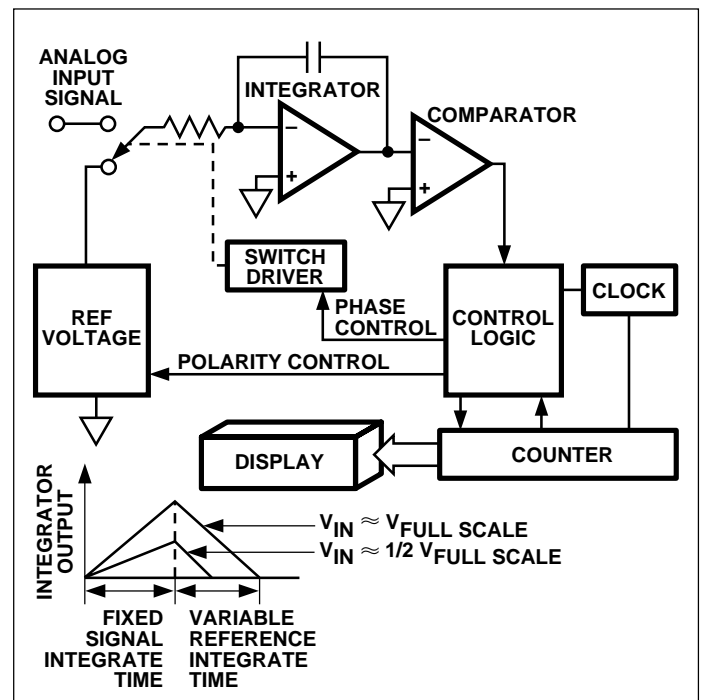 ANALOG
INPUT
SIGNAL
INTEGRATOR
–
+
COMPARATOR
–
+
SWITCH
DRIVER
REF
VOLTAGE
PHASE
CONTROL
CONTROL
LOGIC
CLOCK
POLARITY CONTROL
DISPLAY
COUNTER
INTEGRATOR
OUTPUT
VIN ≈ VFULL SCALE
VIN ≈ 1/2 VFULL SCALE
FIXED
SIGNAL
INTEGRATE
TIME
VARIABLE
REFERENCE
INTEGRATE
TIME